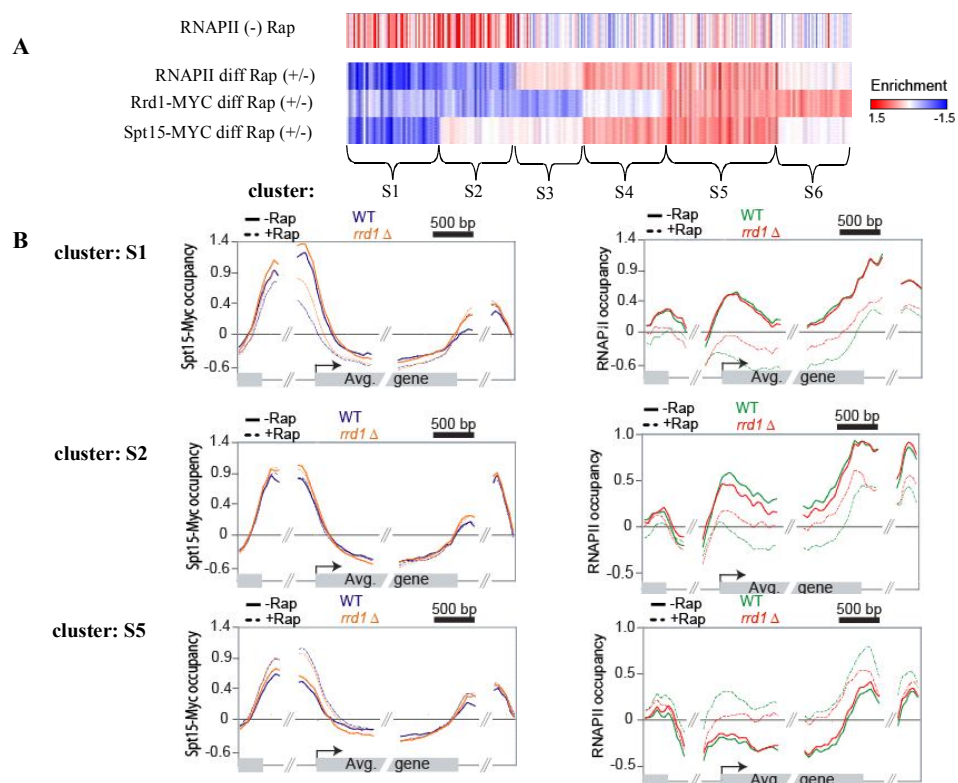 A
RNAPII (-) Rap
RNAPII diff Rap (+/-)
Rrd1-MYC diff Rap (+/-)
Spt15-MYC diff Rap (+/-)
Enrichment
1.5 -1.5
cluster: S1 S2 S3 S4 S5 S6
B
cluster: S1
-Rap WT 500 bp
+Rap rrd1 Δ
Spt15-Myc occupancy
1.4
0.9
0.4
0
-0.6
Avg. gene
-Rap WT 500 bp
+Rap rrd1 Δ
RNAPII occupancy
1.4
0.9
0.4
0
-0.6
Avg. gene
cluster: S2
-Rap WT 500 bp
+Rap rrd1 Δ
Spt15-Myc occupancy
1.4
0.9
0.4
0
-0.6
Avg. gene
-Rap WT 500 bp
+Rap rrd1 Δ
RNAPII occupancy
1.0
0.5
0
-0.5
Avg. gene
cluster: S5
-Rap WT 500 bp
+Rap rrd1 Δ
Spt15-Myc occupancy
1.4
0.9
0.4
0
-0.6
Avg. gene
-Rap WT 500 bp
+Rap rrd1 Δ
RNAPII occupancy
1.0
0.5
0
-0.5
Avg. gene